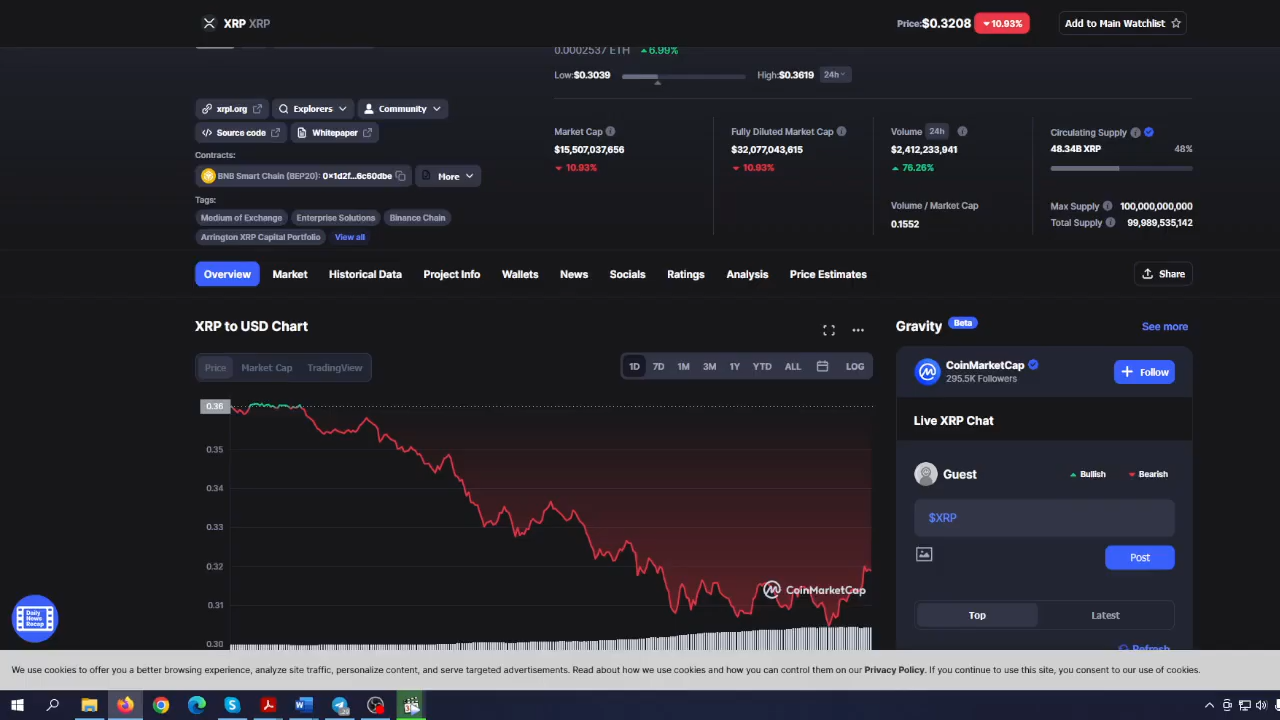 XRP XRP
Price: $0.3208 10.93% Add to Main Watchlist
0.0002537 ETH 6.99%
Low: $0.3039 High: $0.3619 24h
xrpl.org Explorers Community
Source code Whitepaper
Contracts:
BNB Smart Chain (BEP20): 0x1d2f...6c60dbe More
Tags:
Medium of Exchange Enterprise Solutions Binance Chain
Arrington XRP Capital Portfolio View all
Market Cap
$15,507,037,656
10.93%
Fully Diluted Market Cap
$32,077,043,615
10.93%
Volume 24h
$2,412,233,941
76.26%
Volume / Market Cap
0.1552
Circulating Supply
48.34B XRP 48%
Max Supply 100,000,000,000
Total Supply 99,989,535,142
Overview Market Historical Data Project Info Wallets News Socials Ratings Analysis Price Estimates Share
XRP to USD Chart
Price Market Cap TradingView
1D 7D 1M 3M 1Y YTD ALL LOG
0.36
0.35
0.34
0.33
0.32
0.31
0.30
CoinMarketCap
Gravity Beta See more
CoinMarketCap
295.5K Followers
Follow
Live XRP Chat
Guest Bullish Bearish
$XRP
Post
Top Latest
Refresh
Daily
News
Recap
We use cookies to offer you a better browsing experience, analyze site traffic, personalize content, and serve targeted advertisements. Read about how we use cookies and how you can control them on our Privacy Policy. If you continue to use this site, you consent to our use of cookies.